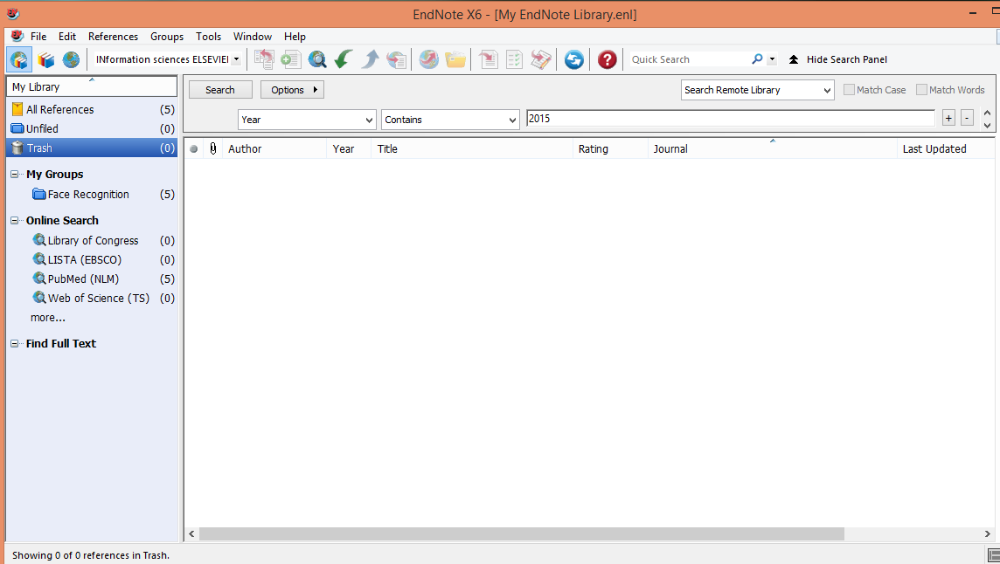 EndNote X6 - [My EndNote Library.enl]
File Edit References Groups Tools Window Help
INformation sciences ELSEVIEI Quick Search Hide Search Panel
My Library
All References (5)
Unfiled (0)
Trash (0)
My Groups
Face Recognition (5)
Online Search
Library of Congress (0)
LISTA (EBSCO) (0)
PubMed (NLM) (5)
Web of Science (TS) (0)
more...
Find Full Text
Search Options Search Remote Library Match Case Match Words
Year Contains 2015 + -
Author Year Title Rating Journal Last Updated
Showing 0 of 0 references in Trash.